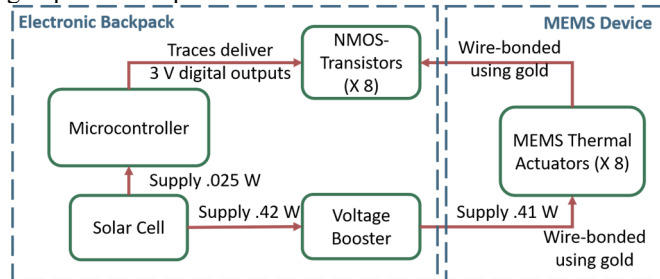 Electronic Backpack
MEMS Device
Traces deliver
3 V digital outputs
NMOS-
Transistors
(X 8)
Wire-bonded
using gold
Microcontroller
MEMS Thermal
Actuators (X 8)
Supply .025 W
Solar Cell
Supply .42 W
Voltage
Booster
Supply .41 W
Wire-bonded
using gold